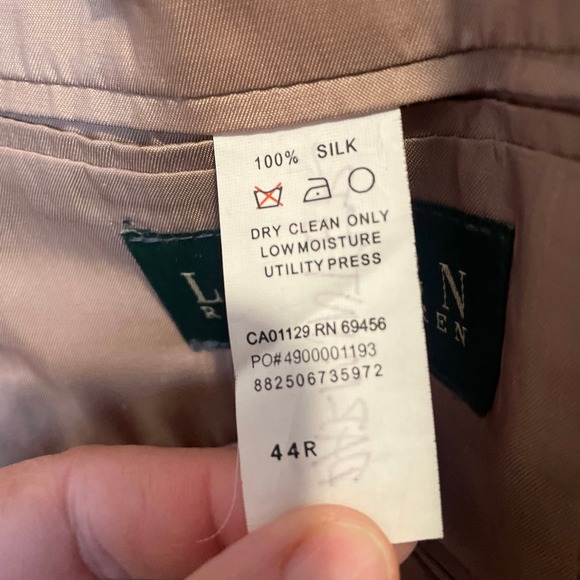 100% SILK
DRY CLEAN ONLY
LOW MOISTURE
UTILITY PRESS
CA01129 RN 69456
PO#4900001193
882506735972
44R